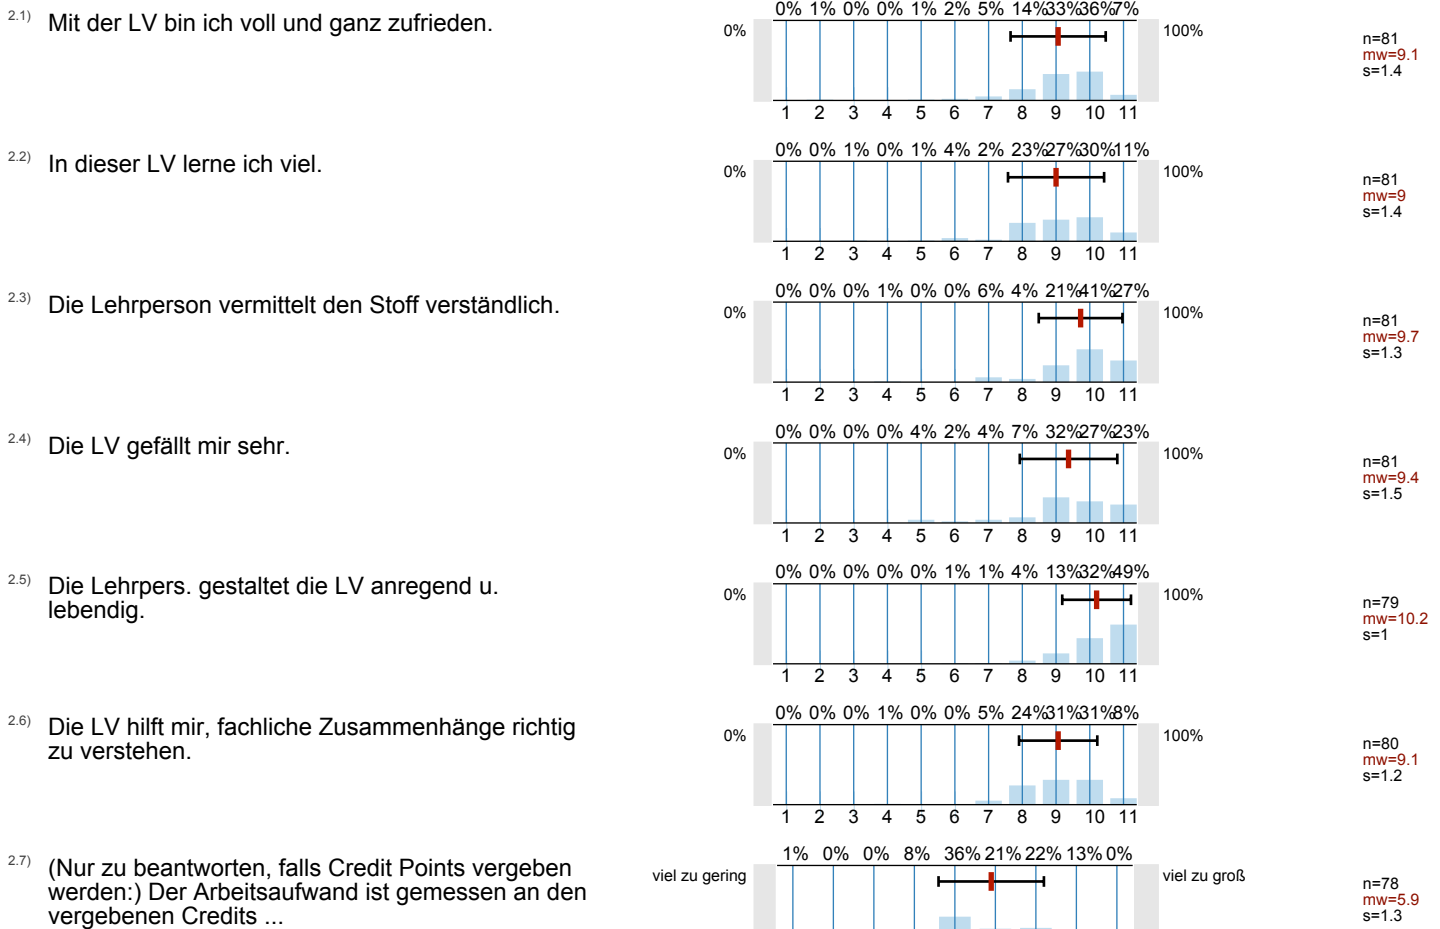 2.1) Mit der LV bin ich voll und ganz zufrieden.
0% 1% 0% 0% 1% 2% 5% 14% 33% 36% 7%
0% 100%
1 2 3 4 5 6 7 8 9 10 11
n=81
mw=9.1
s=1.4
2.2) In dieser LV lerne ich viel.
0% 0% 1% 0% 1% 4% 2% 23% 27% 30% 11%
0% 100%
1 2 3 4 5 6 7 8 9 10 11
n=81
mw=9
s=1.4
2.3) Die Lehrperson vermittelt den Stoff verständlich.
0% 0% 0% 1% 0% 0% 6% 4% 21% 41% 27%
0% 100%
1 2 3 4 5 6 7 8 9 10 11
n=81
mw=9.7
s=1.3
2.4) Die LV gefällt mir sehr.
0% 0% 0% 0% 4% 2% 4% 7% 32% 27% 23%
0% 100%
1 2 3 4 5 6 7 8 9 10 11
n=81
mw=9.4
s=1.5
2.5) Die Lehrpers. gestaltet die LV anregend u.
lebendig.
0% 0% 0% 0% 0% 1% 1% 4% 13% 32% 49%
0% 100%
1 2 3 4 5 6 7 8 9 10 11
n=79
mw=10.2
s=1
2.6) Die LV hilft mir, fachliche Zusammenhänge richtig
zu verstehen.
0% 0% 0% 1% 0% 0% 5% 24% 31% 31% 8%
0% 100%
1 2 3 4 5 6 7 8 9 10 11
n=80
mw=9.1
s=1.2
2.7) (Nur zu beantworten, falls Credit Points vergeben
werden:) Der Arbeitsaufwand ist gemessen an den
vergebenen Credits ...
1% 0% 0% 8% 36% 21% 22% 13% 0%
viel zu gering viel zu groß
n=78
mw=5.9
s=1.3